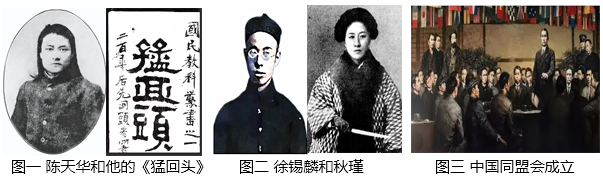 國民教科叢書之一
猛回頭
图一 陈天华和他的《猛回头》
图二 徐锡麟和秋瑾
图三 中国同盟会成立